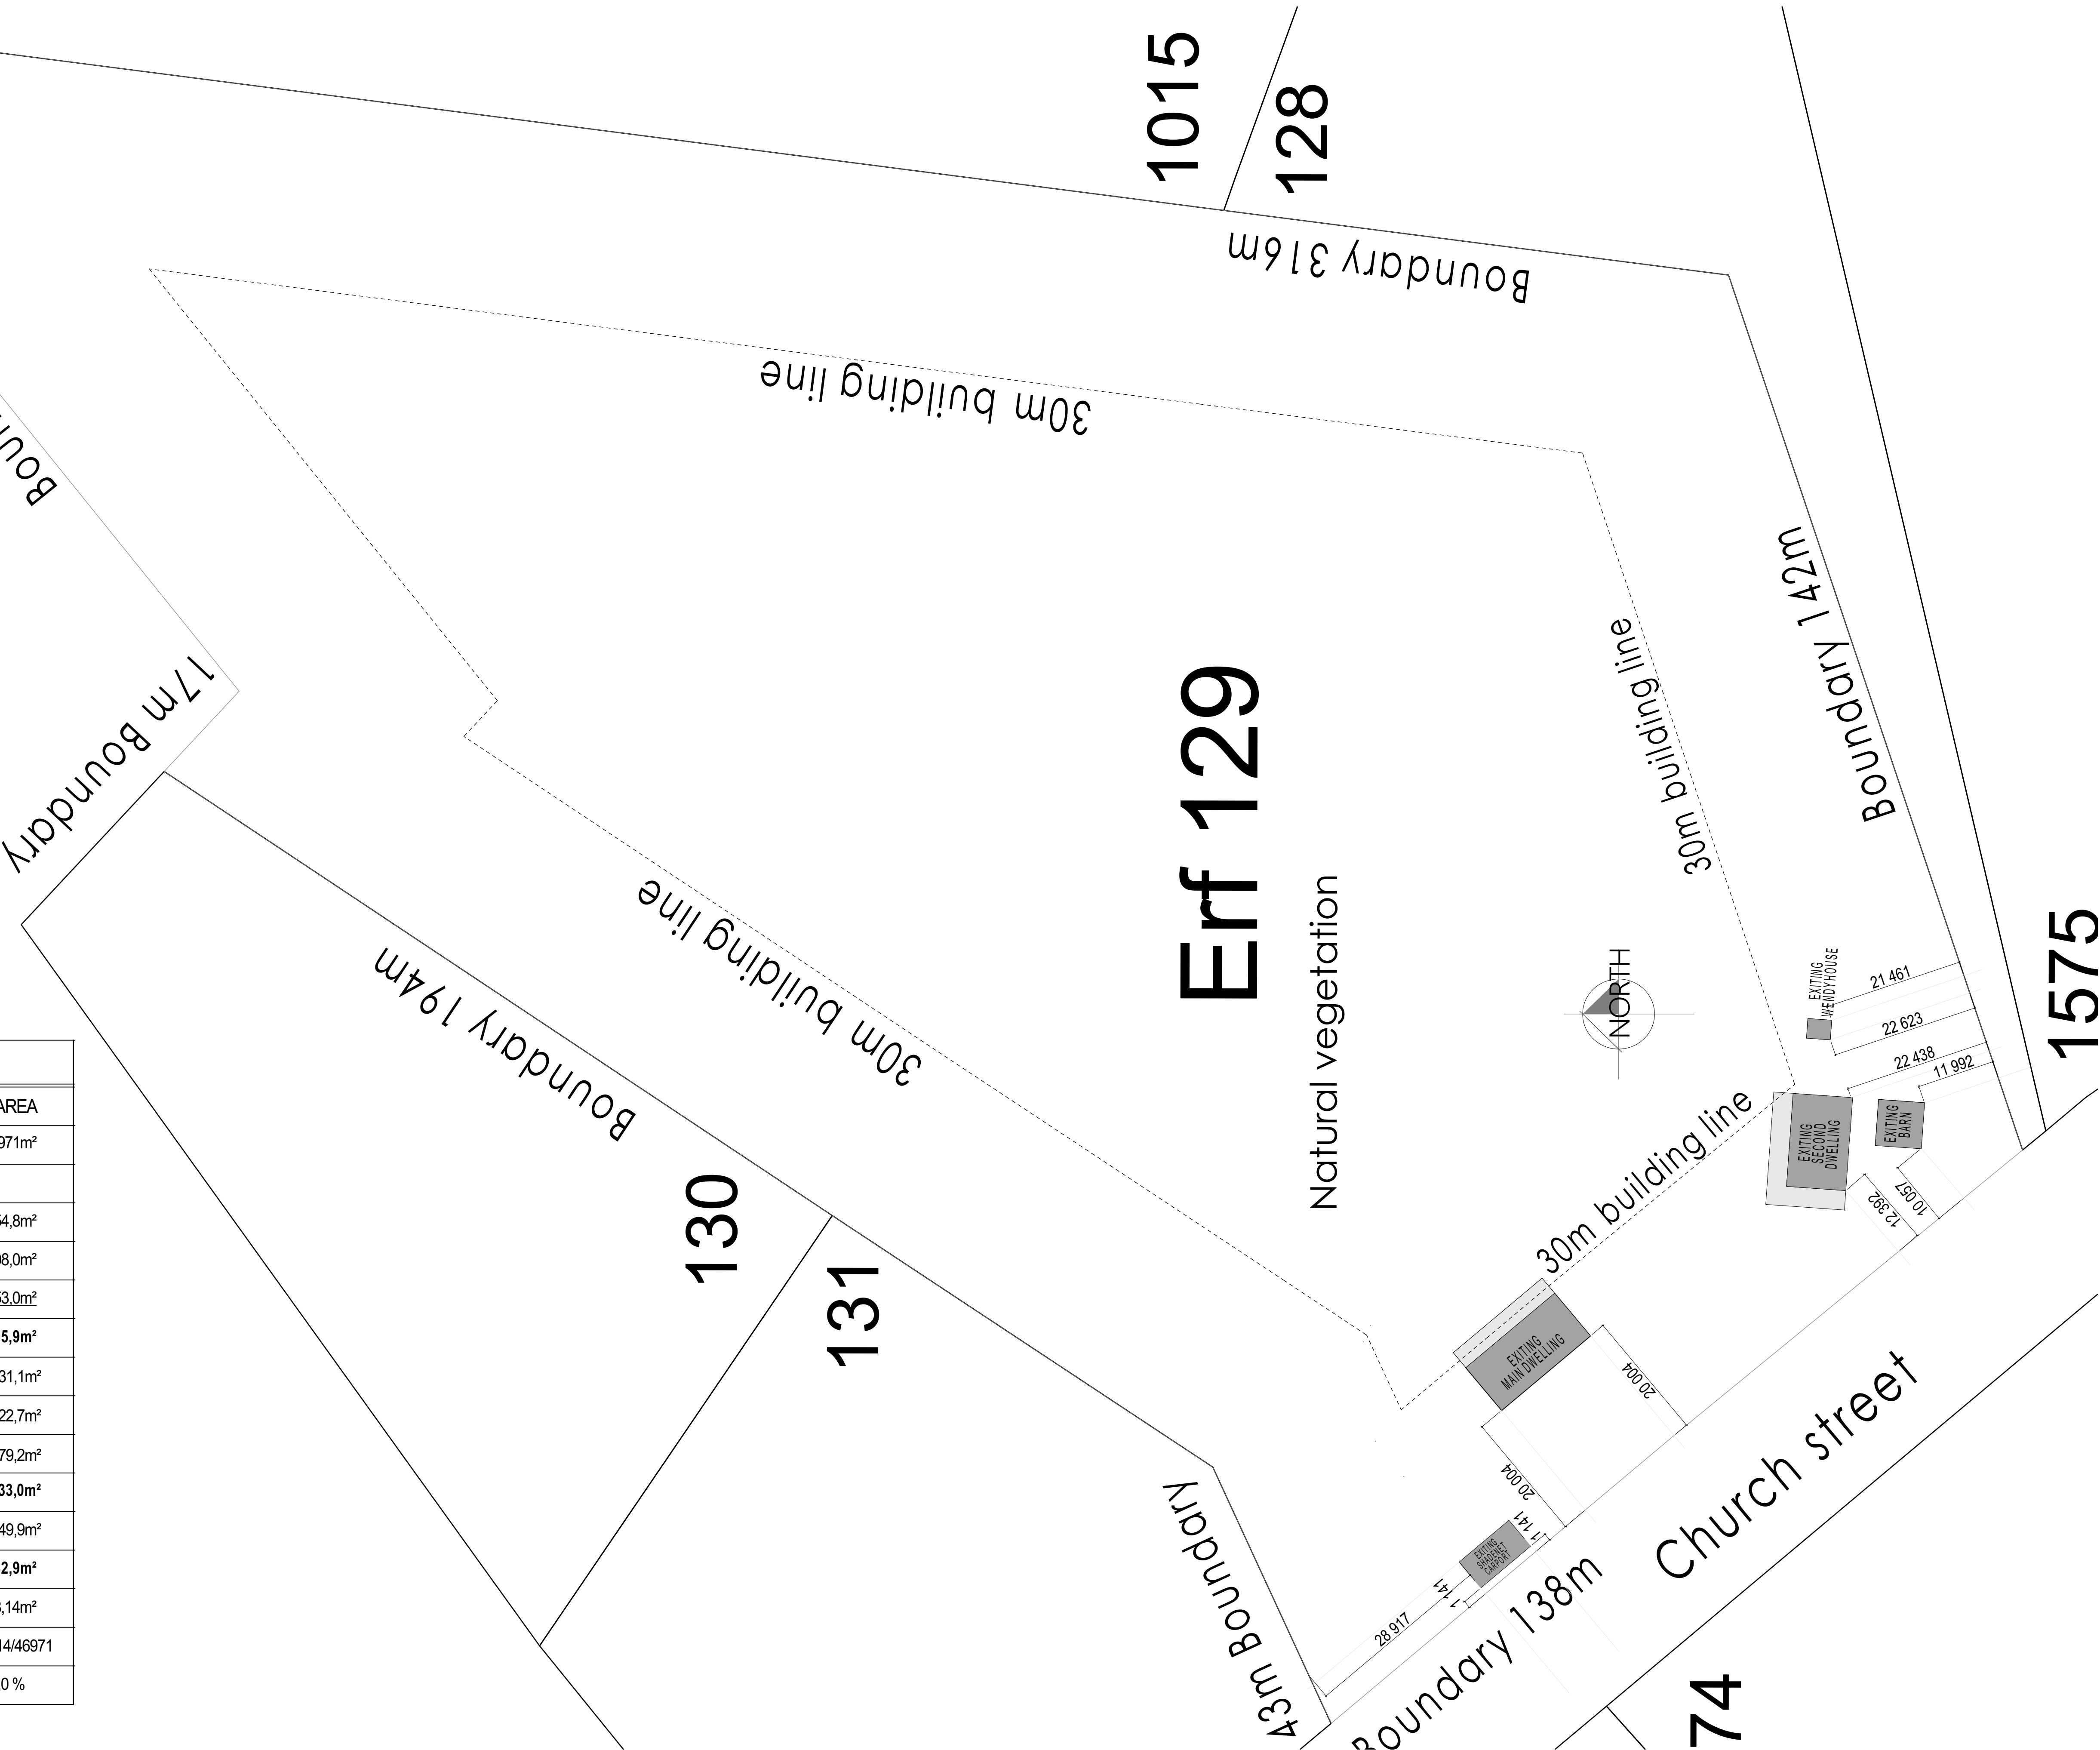 1015
128
Boundary 316m
30m building line
Boun
17m Boundary
Boundary 142m
30m building line
Erf 129
Natural vegetation
NORTH
30m building line
Boundary 194m
130
131
EXITING
WENDYHOUSE
21 461
22 623
22 438
11 992
1575
EXITING
SECOND
DWELLING
EXITING
BARN
12 392
10 057
30m building line
EXITING
MAIN DWELLING
20 004
20 004
EXITING
SHADENET
CARPORT
1 141
1 141
28 917
43m Boundary
Boundary 138m
Church street
74
AREA
971m²
54,8m²
98,0m²
53,0m²
5,9m²
31,1m²
22,7m²
79,2m²
33,0m²
49,9m²
2,9m²
,14m²
14/46971
0 %